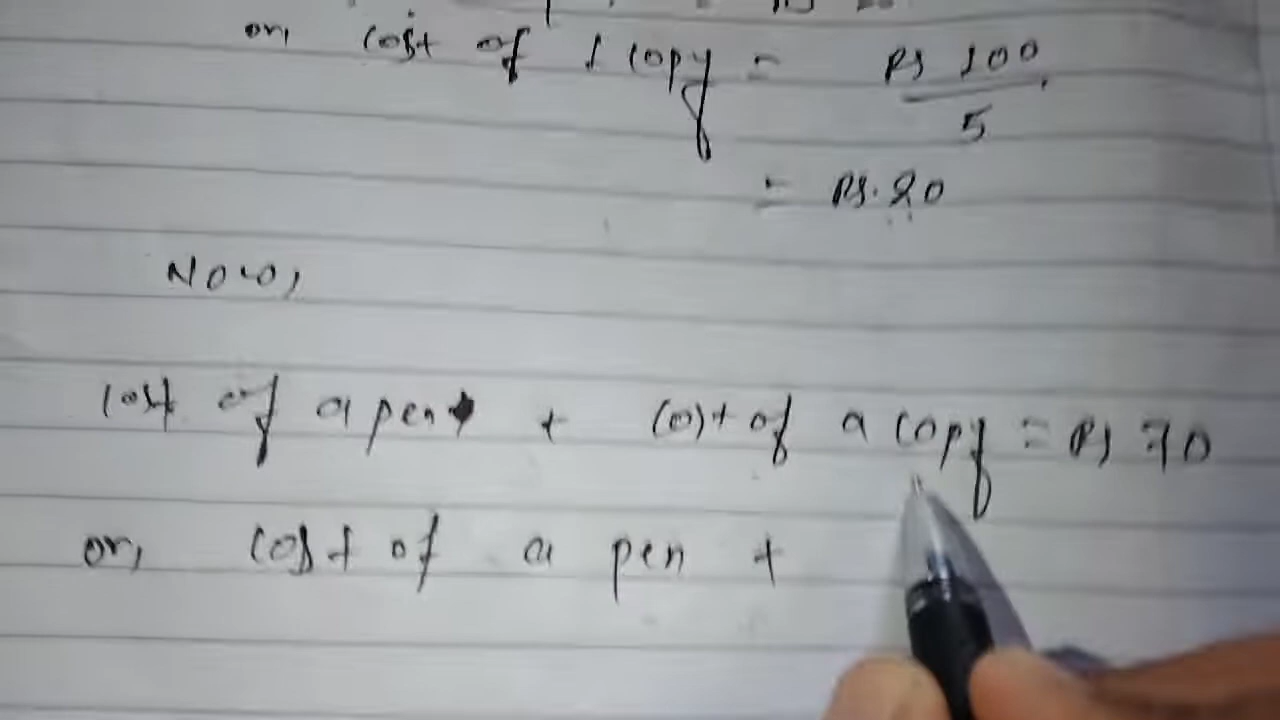 or, cost of 1 copy = Rs 100
5
= Rs. 20
Now,
cost of a pen + cost of a copy = Rs 70
or, cost of a pen +